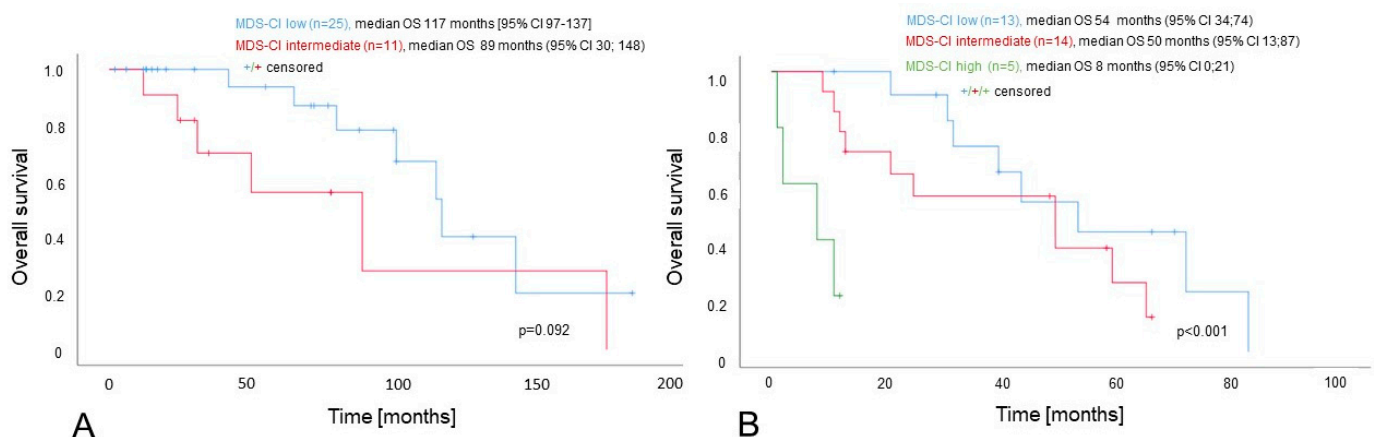 MDS-CI low (n=25), median OS 117 months [95% CI 97-137]
MDS-CI intermediate (n=11), median OS 89 months (95% CI 30; 148)
+/+ censored
1.0
0.8
0.6
0.4
0.2
0
Overall survival
p=0.092
0 50 100 150 200
Time [months]
A
MDS-CI low (n=13), median OS 54 months (95% CI 34;74)
MDS-CI intermediate (n=14), median OS 50 months (95% CI 13;87)
MDS-CI high (n=5), median OS 8 months (95% CI 0;21)
+/+/+ censored
1.0
0.8
0.6
0.4
0.2
0
Overall survival
p<0.001
0 20 40 60 80 100
Time [months]
B